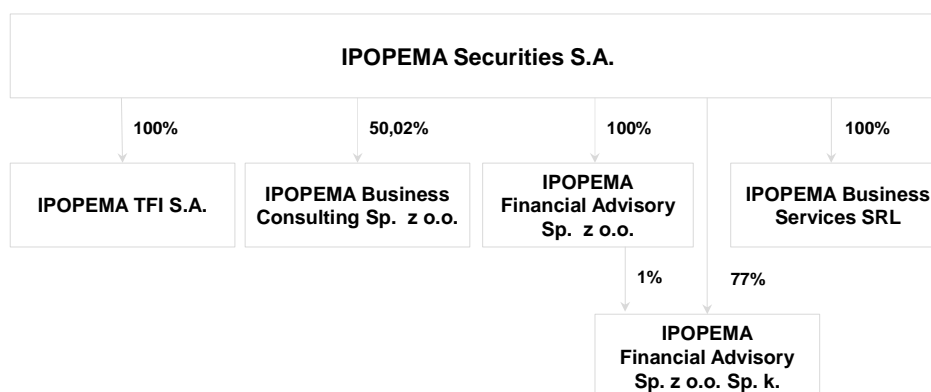 IPOPEMA Securities S.A.
100%
50,02%
100%
100%
IPOPEMA TFI S.A.
IPOPEMA Business
Consulting Sp. z o.o.
IPOPEMA
Financial Advisory
Sp. z o.o.
IPOPEMA Business
Services SRL
1%
77%
IPOPEMA
Financial Advisory
Sp. z o.o. Sp. k.